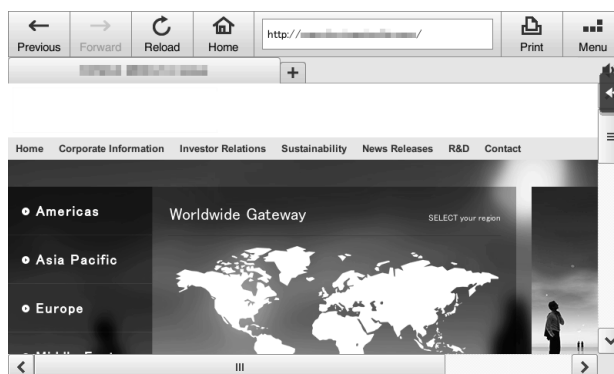 Previous Forward Reload Home http:// / Print Menu
+
Home Corporate Information Investor Relations Sustainability News Releases R&D Contact
Americas
Worldwide Gateway
SELECT your region
Asia Pacific
Europe